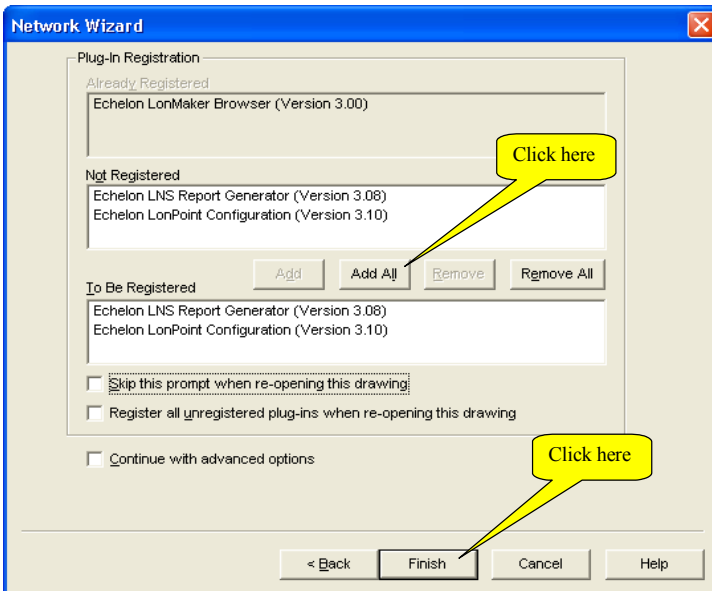 Network Wizard
Plug-In Registration
Already Registered
Echelon LonMaker Browser (Version 3.00)
Click here
Not Registered
Echelon LNS Report Generator (Version 3.08)
Echelon LonPoint Configuration (Version 3.10)
Add Add All Remove Remove All
To Be Registered
Echelon LNS Report Generator (Version 3.08)
Echelon LonPoint Configuration (Version 3.10)
Skip this prompt when re-opening this drawing
Register all unregistered plug-ins when re-opening this drawing
Continue with advanced options
Click here
< Back Finish Cancel Help